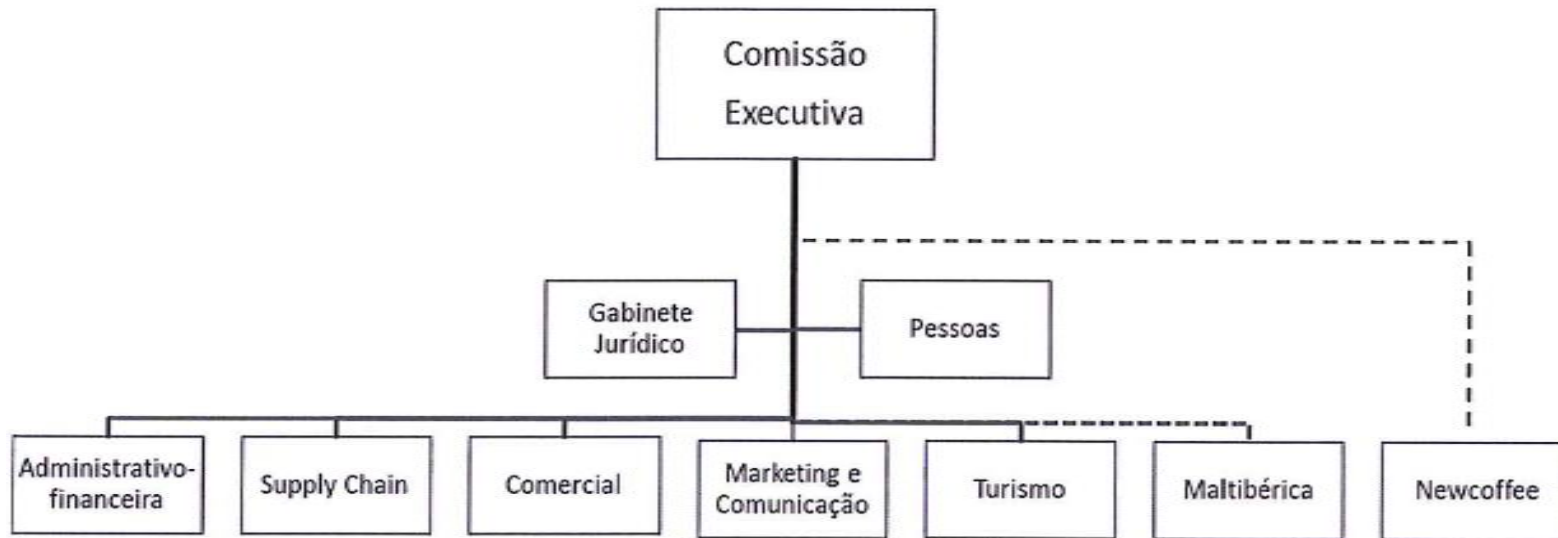 Comissão
Executiva
Gabinete
Jurídico
Pessoas
Administrativo-
financeira
Supply Chain
Comercial
Marketing e
Comunicação
Turismo
Maltibérica
Newcoffee